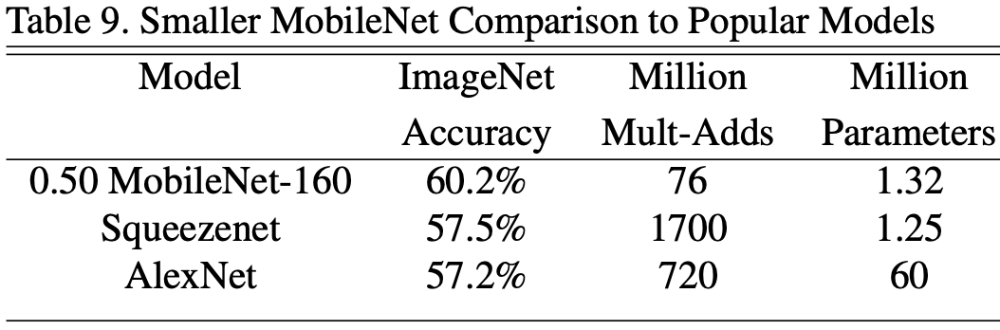 Table 9. Smaller MobileNet Comparison to Popular Models
Model ImageNet Million Million
Accuracy Mult-Adds Parameters
0.50 MobileNet-160 60.2% 76 1.32
Squeezenet 57.5% 1700 1.25
AlexNet 57.2% 720 60